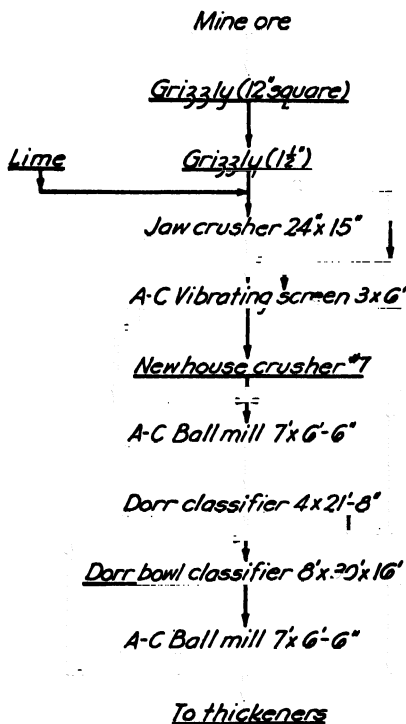 Mine ore
Grizzly (12" square)
Lime
Grizzly (1½")
Jaw crusher 24" x 15"
A-C Vibrating screen 3 x 6'
Newhouse crusher #7
A-C Ball mill 7' x 6'-6"
Dorr classifier 4 x 21'-8"
Dorr bowl classifier 8' x 30' x 16'
A-C Ball mill 7' x 6'-6"
To thickeners